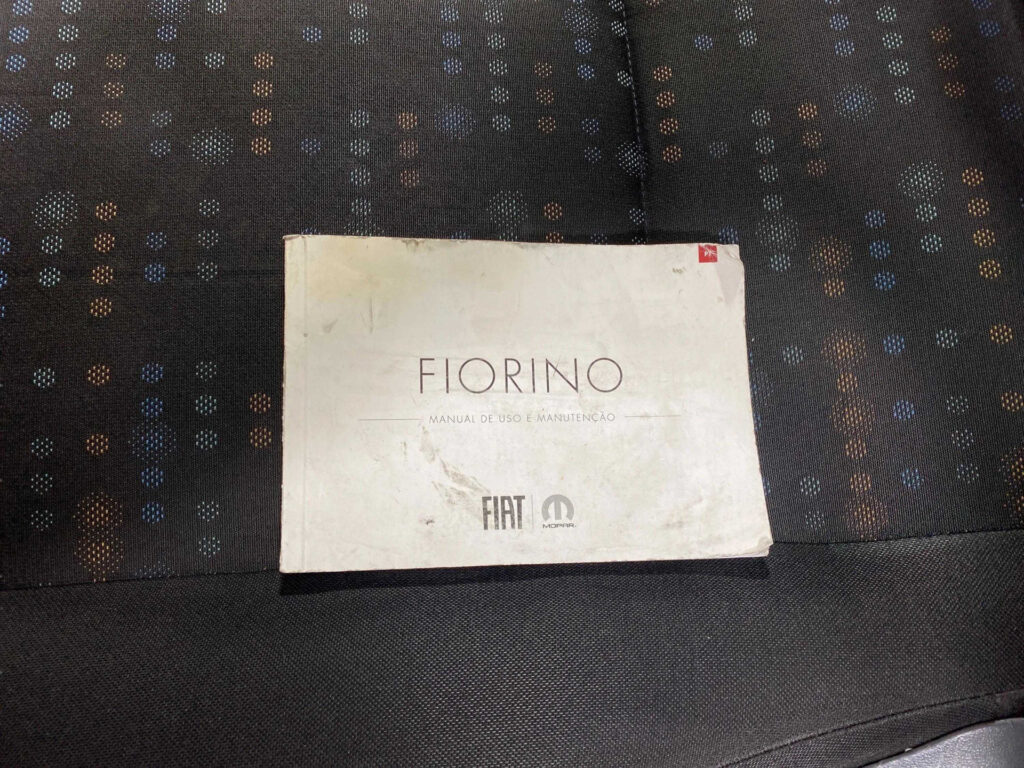 FIORINO
MANUAL DE USO E MANUTENÇÃO
FIAT
MOPAR